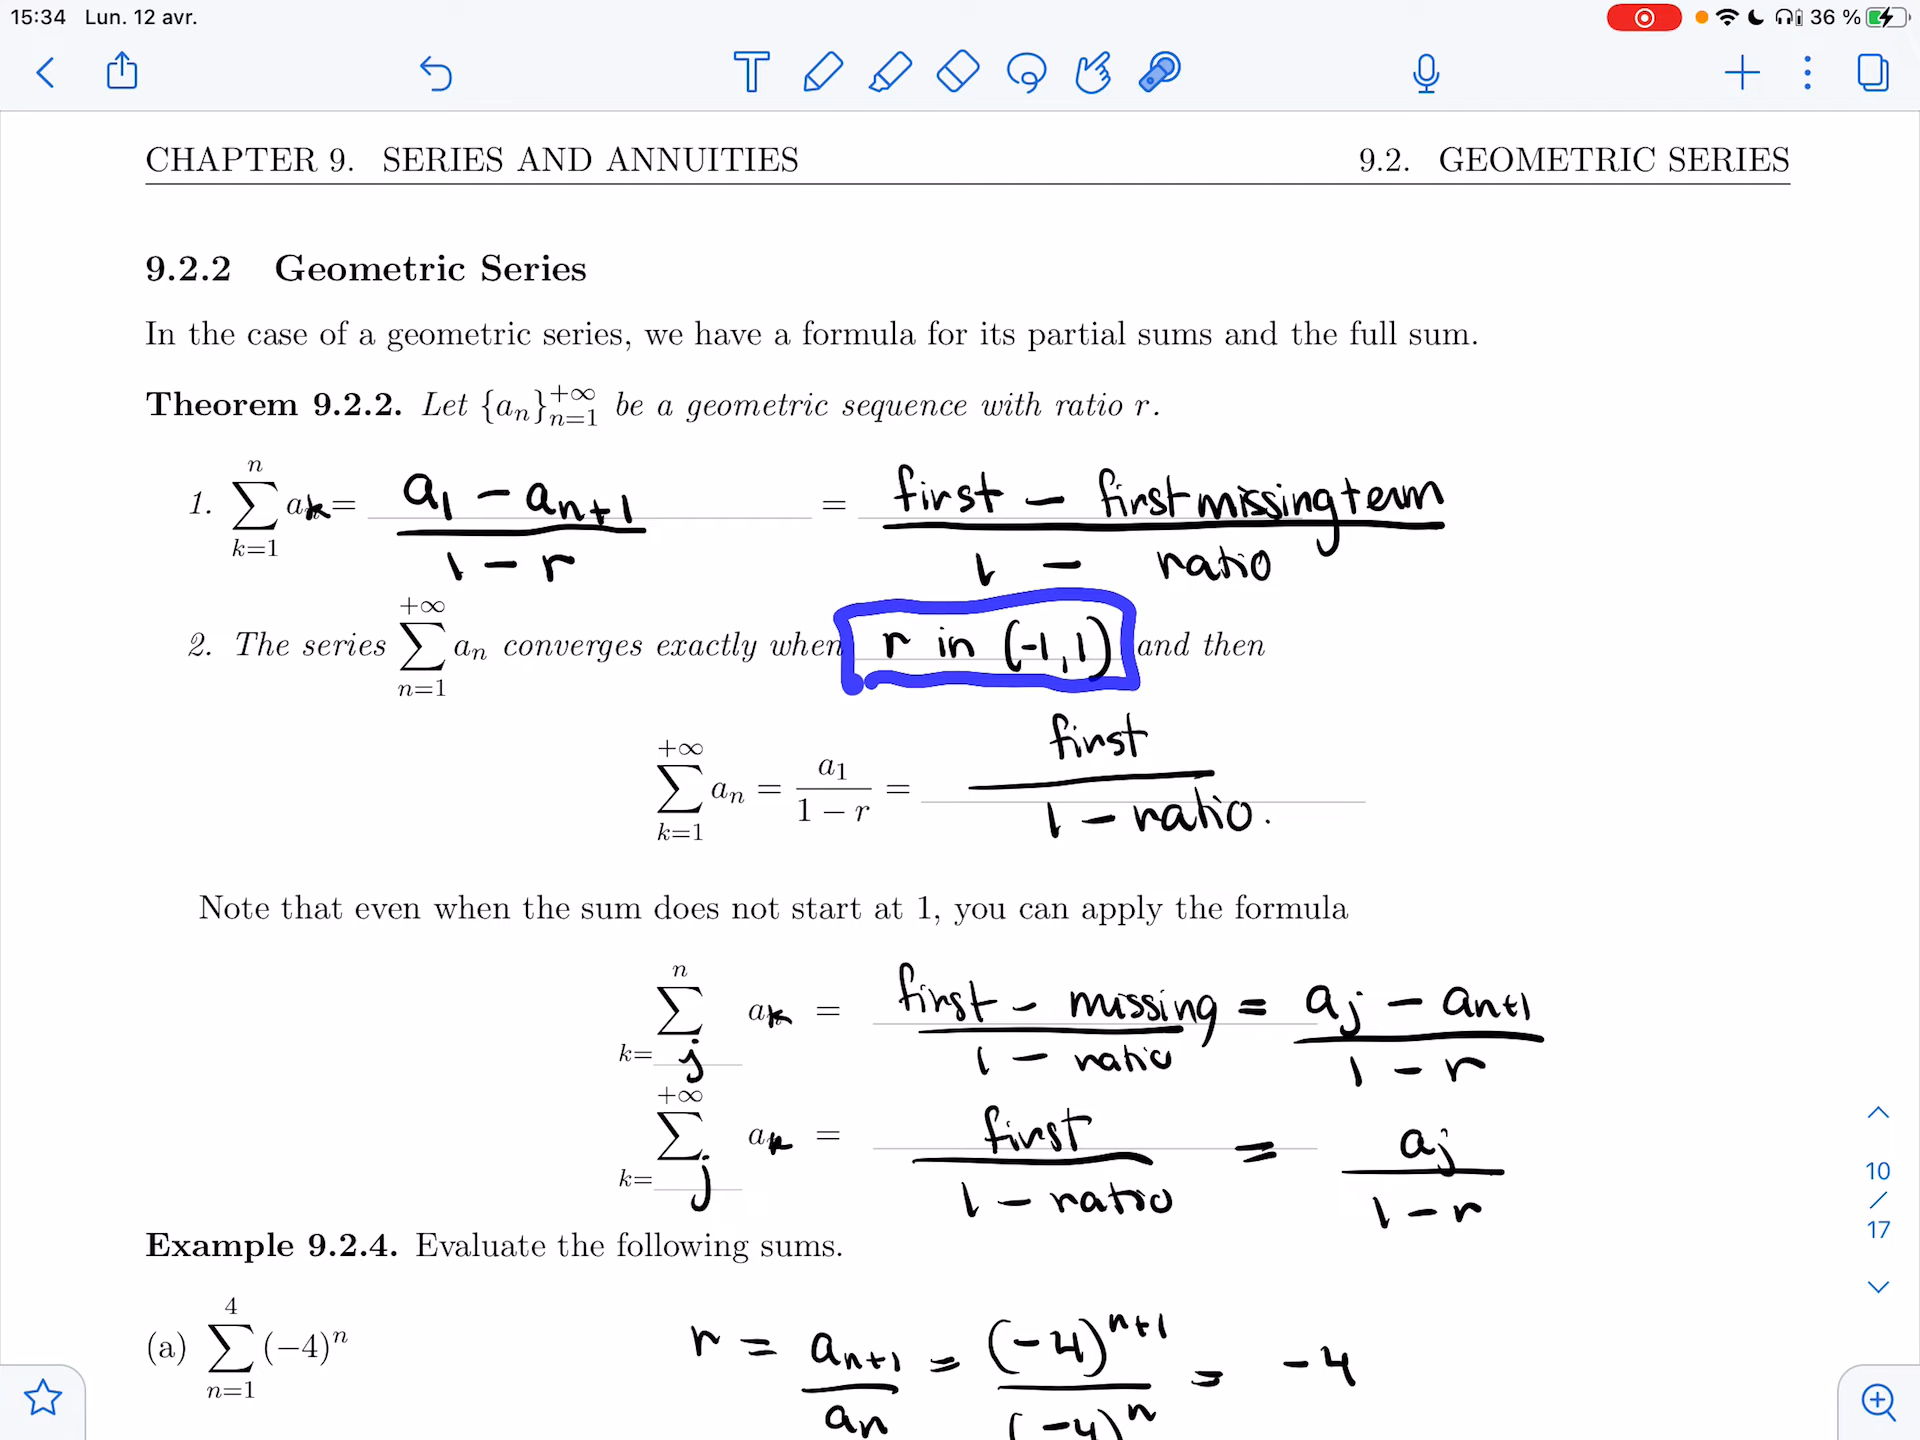 15:34 Lun. 12 avr. 36 %
CHAPTER 9. SERIES AND ANNUITIES 9.2. GEOMETRIC SERIES
9.2.2 Geometric Series
In the case of a geometric series, we have a formula for its partial sums and the full sum.
Theorem 9.2.2. Let {a_n}_{n=1}^{+∞} be a geometric sequence with ratio r.
1. ∑_{k=1}^{n} a_k = (a_1 − a_{n+1}) / (1 − r) = (first − first missing term) / (1 − ratio)
2. The series ∑_{n=1}^{+∞} a_n converges exactly when r in (-1,1) and then
∑_{k=1}^{+∞} a_n = a_1 / (1 − r) = first / (1 − ratio).
Note that even when the sum does not start at 1, you can apply the formula
∑_{k=j}^{n} a_k = (first − missing) / (1 − ratio) = (a_j − a_{n+1}) / (1 − r)
∑_{k=j}^{+∞} a_k = first / (1 − ratio) = a_j / (1 − r)
Example 9.2.4. Evaluate the following sums.
(a) ∑_{n=1}^{4} (−4)^n r = a_{n+1} / a_n = (−4)^{n+1} / (−4)^n = −4
10
/
17